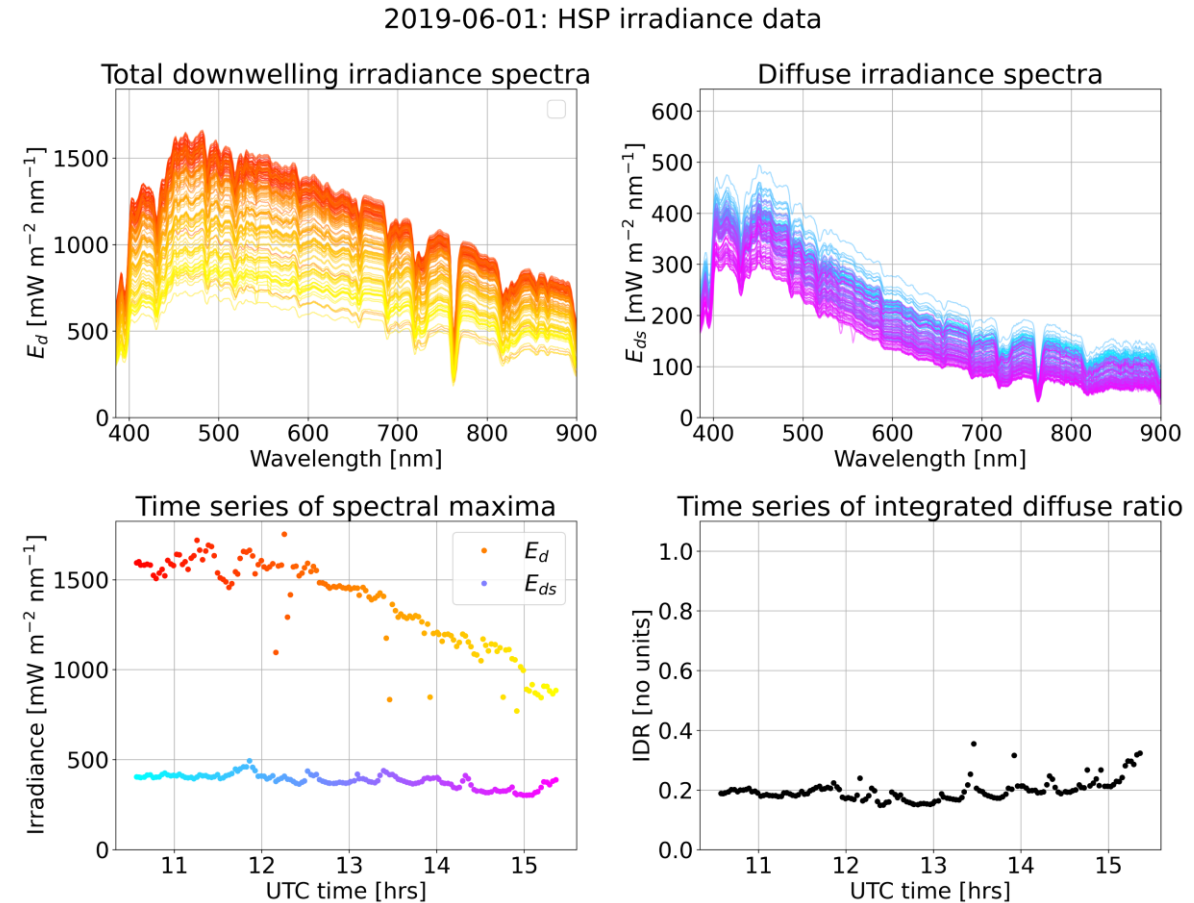 2019-06-01: HSP irradiance data
Total downwelling irradiance spectra
E_d [mW m⁻² nm⁻¹]
1500
1000
500
0
400 500 600 700 800 900
Wavelength [nm]
Diffuse irradiance spectra
E_ds [mW m⁻² nm⁻¹]
600
500
400
300
200
100
0
400 500 600 700 800 900
Wavelength [nm]
Time series of spectral maxima
Irradiance [mW m⁻² nm⁻¹]
1500
1000
500
0
E_d
E_ds
11 12 13 14 15
UTC time [hrs]
Time series of integrated diffuse ratio
IDR [no units]
1.0
0.8
0.6
0.4
0.2
0.0
11 12 13 14 15
UTC time [hrs]